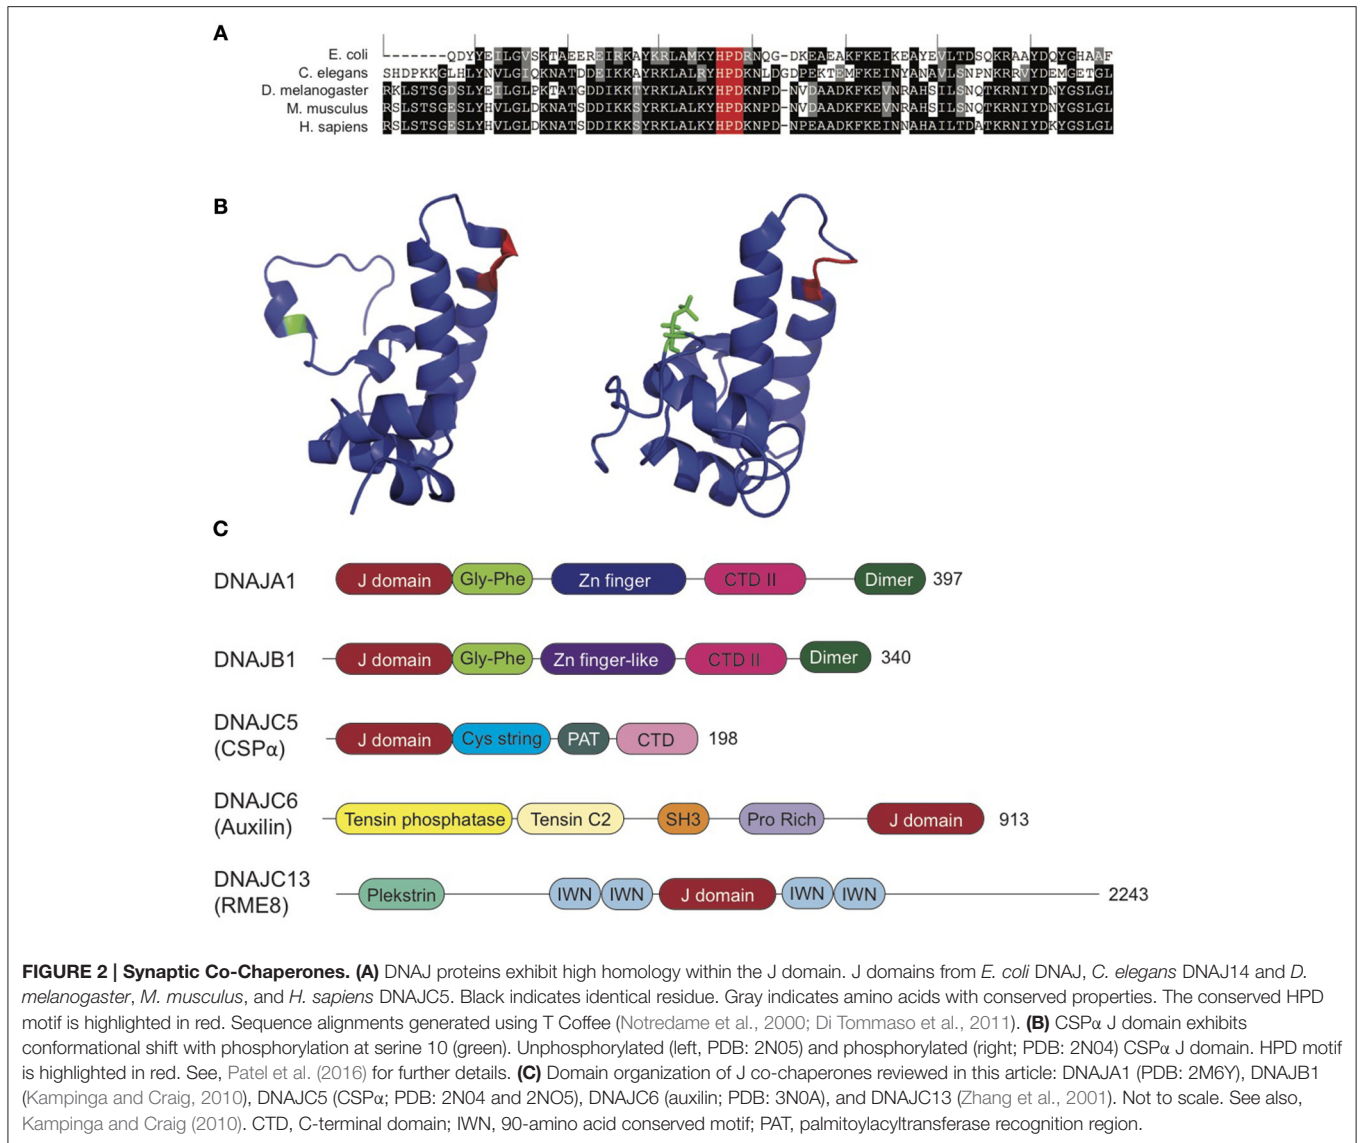 A
E. coli -------QDYYEILGVSKTAEEREIRKAYKRLAMKYHPDRNQG-DKEAEAKFKEIKEAYEVLTDSQKRAAYDQYGHAAF
C. elegans SHDPKKGLHLYNVLGIQKNATDDEIKKAYRKLALRYHPDKNLDGDPEKTEMFKEINYANAVLSNPNKRRVYDEMGETGL
D. melanogaster RKLSTSGDSLYEILGLPKTATGDDIKKTYRKLALKYHPDKNPD-NVDAADKFKEVNRAHSILSNQTKRNIYDNYGSLGL
M. musculus RSLSTSGESLYHVLGLDKNATSDDIKKSYRKLALKYHPDKNPD-NVDAADKFKEVNRAHSILSNQTKRNIYDNYGSLGL
H. sapiens RSLSTSGESLYHVLGLDKNATSDDIKKSYRKLALKYHPDKNPD-NPEAADKFKEINNAHAILTDATKRNIYDKYGSLGL
B
C
DNAJA1 J domain Gly-Phe Zn finger CTD II Dimer 397
DNAJB1 J domain Gly-Phe Zn finger-like CTD II Dimer 340
DNAJC5
(CSPα) J domain Cys string PAT CTD 198
DNAJC6
(Auxilin) Tensin phosphatase Tensin C2 SH3 Pro Rich J domain 913
DNAJC13
(RME8) Plekstrin IWN IWN J domain IWN IWN 2243
FIGURE 2 | Synaptic Co-Chaperones. (A) DNAJ proteins exhibit high homology within the J domain. J domains from E. coli DNAJ, C. elegans DNAJ14 and D.
melanogaster, M. musculus, and H. sapiens DNAJC5. Black indicates identical residue. Gray indicates amino acids with conserved properties. The conserved HPD
motif is highlighted in red. Sequence alignments generated using T Coffee (Notredame et al., 2000; Di Tommaso et al., 2011). (B) CSPα J domain exhibits
conformational shift with phosphorylation at serine 10 (green). Unphosphorylated (left, PDB: 2N05) and phosphorylated (right; PDB: 2N04) CSPα J domain. HPD motif
is highlighted in red. See, Patel et al. (2016) for further details. (C) Domain organization of J co-chaperones reviewed in this article: DNAJA1 (PDB: 2M6Y), DNAJB1
(Kampinga and Craig, 2010), DNAJC5 (CSPα; PDB: 2N04 and 2NO5), DNAJC6 (auxilin; PDB: 3N0A), and DNAJC13 (Zhang et al., 2001). Not to scale. See also,
Kampinga and Craig (2010). CTD, C-terminal domain; IWN, 90-amino acid conserved motif; PAT, palmitoylacyltransferase recognition region.